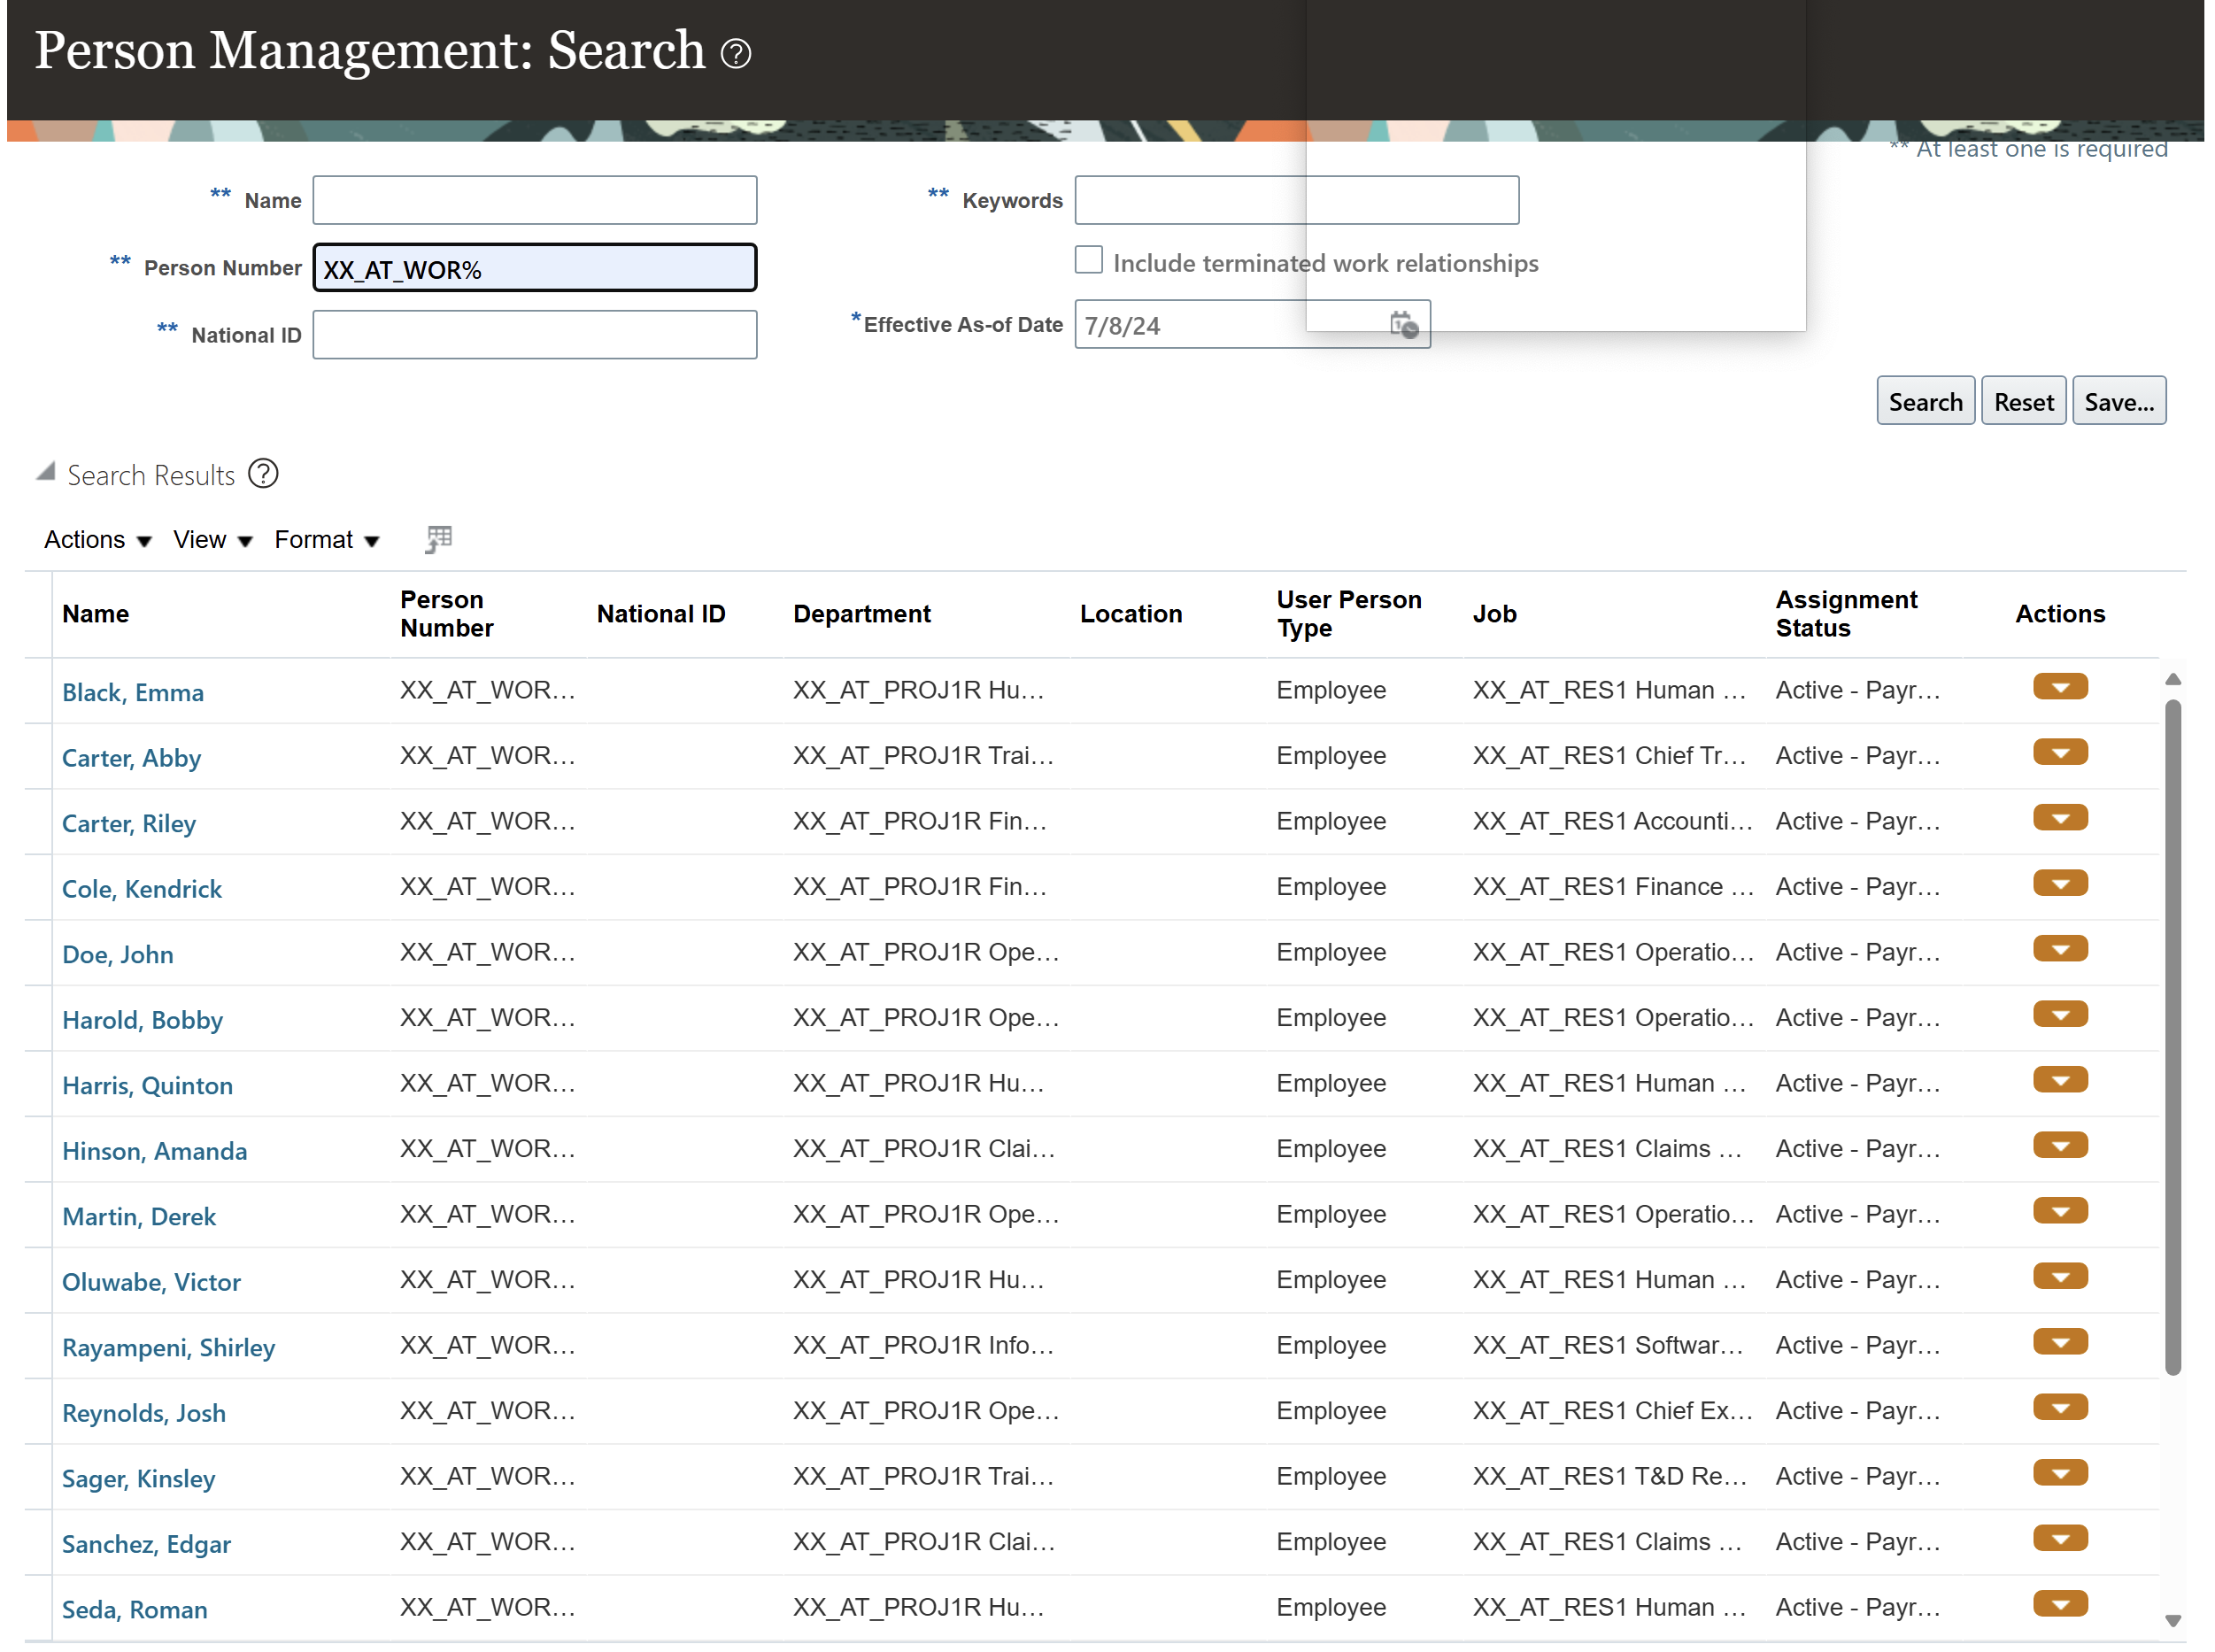 Person Management: Search
** At least one is required
** Name
** Keywords
** Person Number XX_AT_WOR%
Include terminated work relationships
** National ID
*Effective As-of Date 7/8/24
Search Reset Save...
Search Results
Actions View Format
Name Person Number National ID Department Location User Person Type Job Assignment Status Actions
Black, Emma XX_AT_WOR... XX_AT_PROJ1R Hu... Employee XX_AT_RES1 Human ... Active - Payr...
Carter, Abby XX_AT_WOR... XX_AT_PROJ1R Trai... Employee XX_AT_RES1 Chief Tr... Active - Payr...
Carter, Riley XX_AT_WOR... XX_AT_PROJ1R Fin... Employee XX_AT_RES1 Accounti... Active - Payr...
Cole, Kendrick XX_AT_WOR... XX_AT_PROJ1R Fin... Employee XX_AT_RES1 Finance ... Active - Payr...
Doe, John XX_AT_WOR... XX_AT_PROJ1R Ope... Employee XX_AT_RES1 Operatio... Active - Payr...
Harold, Bobby XX_AT_WOR... XX_AT_PROJ1R Ope... Employee XX_AT_RES1 Operatio... Active - Payr...
Harris, Quinton XX_AT_WOR... XX_AT_PROJ1R Hu... Employee XX_AT_RES1 Human ... Active - Payr...
Hinson, Amanda XX_AT_WOR... XX_AT_PROJ1R Clai... Employee XX_AT_RES1 Claims ... Active - Payr...
Martin, Derek XX_AT_WOR... XX_AT_PROJ1R Ope... Employee XX_AT_RES1 Operatio... Active - Payr...
Oluwabe, Victor XX_AT_WOR... XX_AT_PROJ1R Hu... Employee XX_AT_RES1 Human ... Active - Payr...
Rayampeni, Shirley XX_AT_WOR... XX_AT_PROJ1R Info... Employee XX_AT_RES1 Softwar... Active - Payr...
Reynolds, Josh XX_AT_WOR... XX_AT_PROJ1R Ope... Employee XX_AT_RES1 Chief Ex... Active - Payr...
Sager, Kinsley XX_AT_WOR... XX_AT_PROJ1R Trai... Employee XX_AT_RES1 T&D Re... Active - Payr...
Sanchez, Edgar XX_AT_WOR... XX_AT_PROJ1R Clai... Employee XX_AT_RES1 Claims ... Active - Payr...
Seda, Roman XX_AT_WOR... XX_AT_PROJ1R Hu... Employee XX_AT_RES1 Human ... Active - Payr...